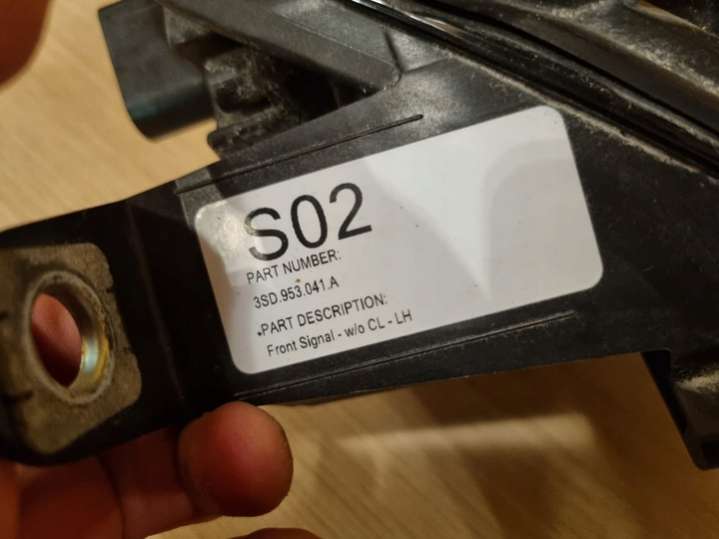 S02
PART NUMBER:
3SD.953.041.A
PART DESCRIPTION:
Front Signal - w/o CL - LH